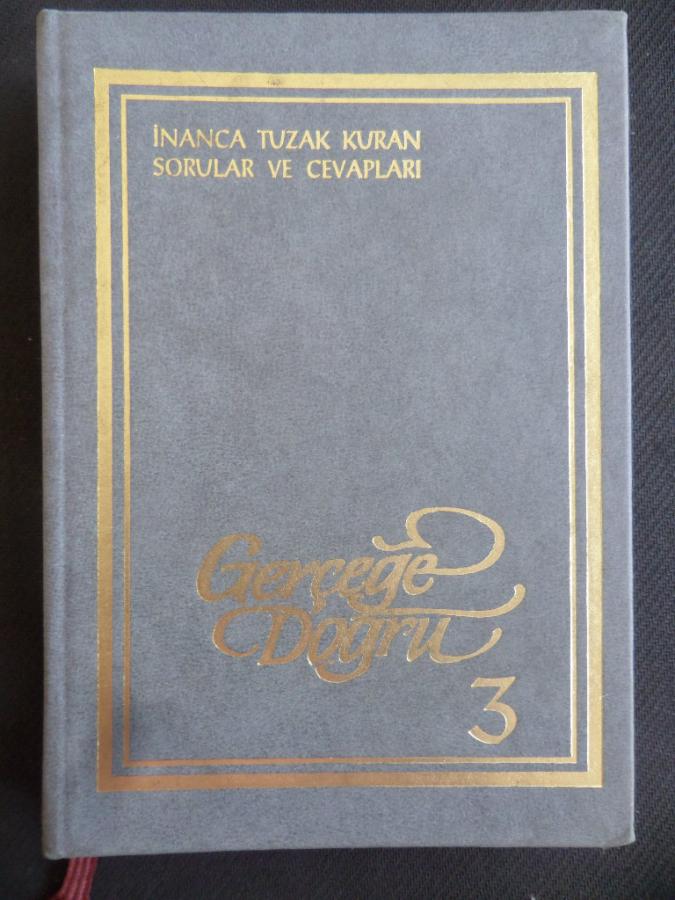 İNANCA TUZAK KURAN
SORULAR VE CEVAPLARI
Gerçeğe
Doğru
3